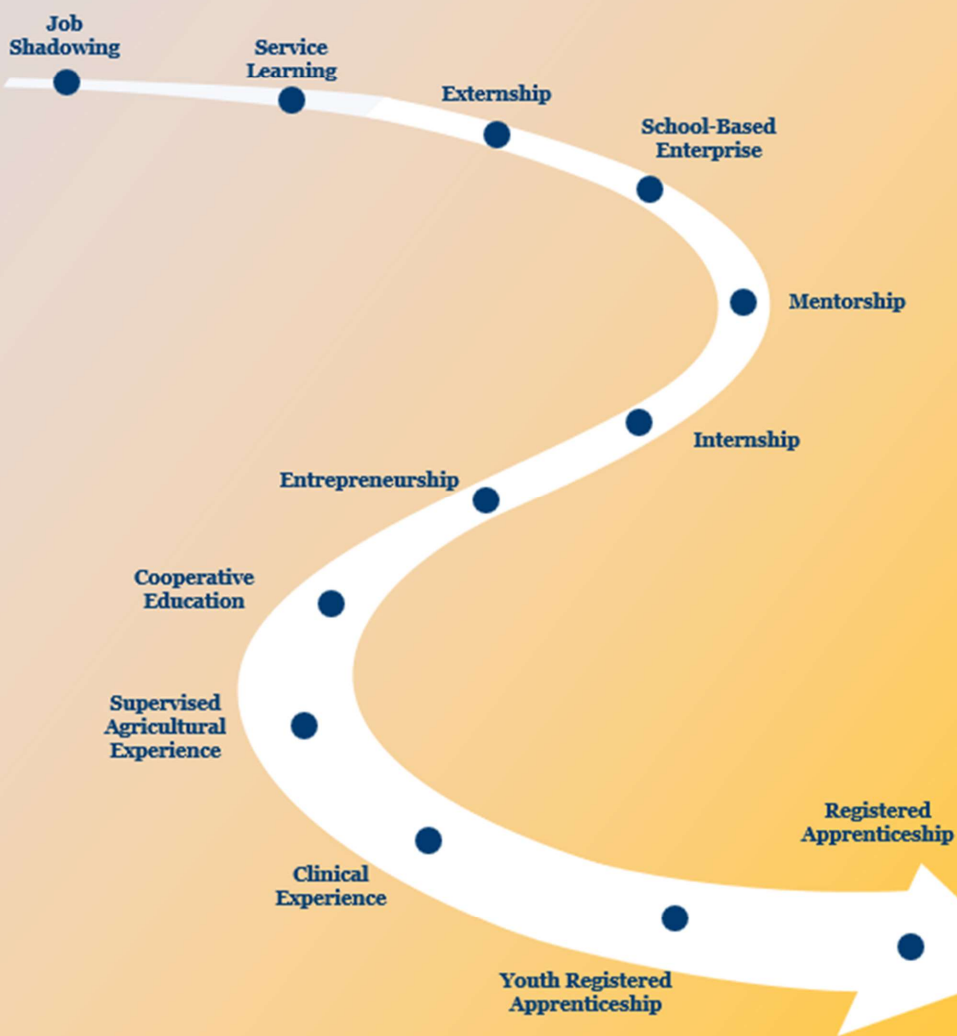 Job
Shadowing
Service
Learning
Externship
School-Based
Enterprise
Mentorship
Internship
Entrepreneurship
Cooperative
Education
Supervised
Agricultural
Experience
Clinical
Experience
Youth Registered
Apprenticeship
Registered
Apprenticeship